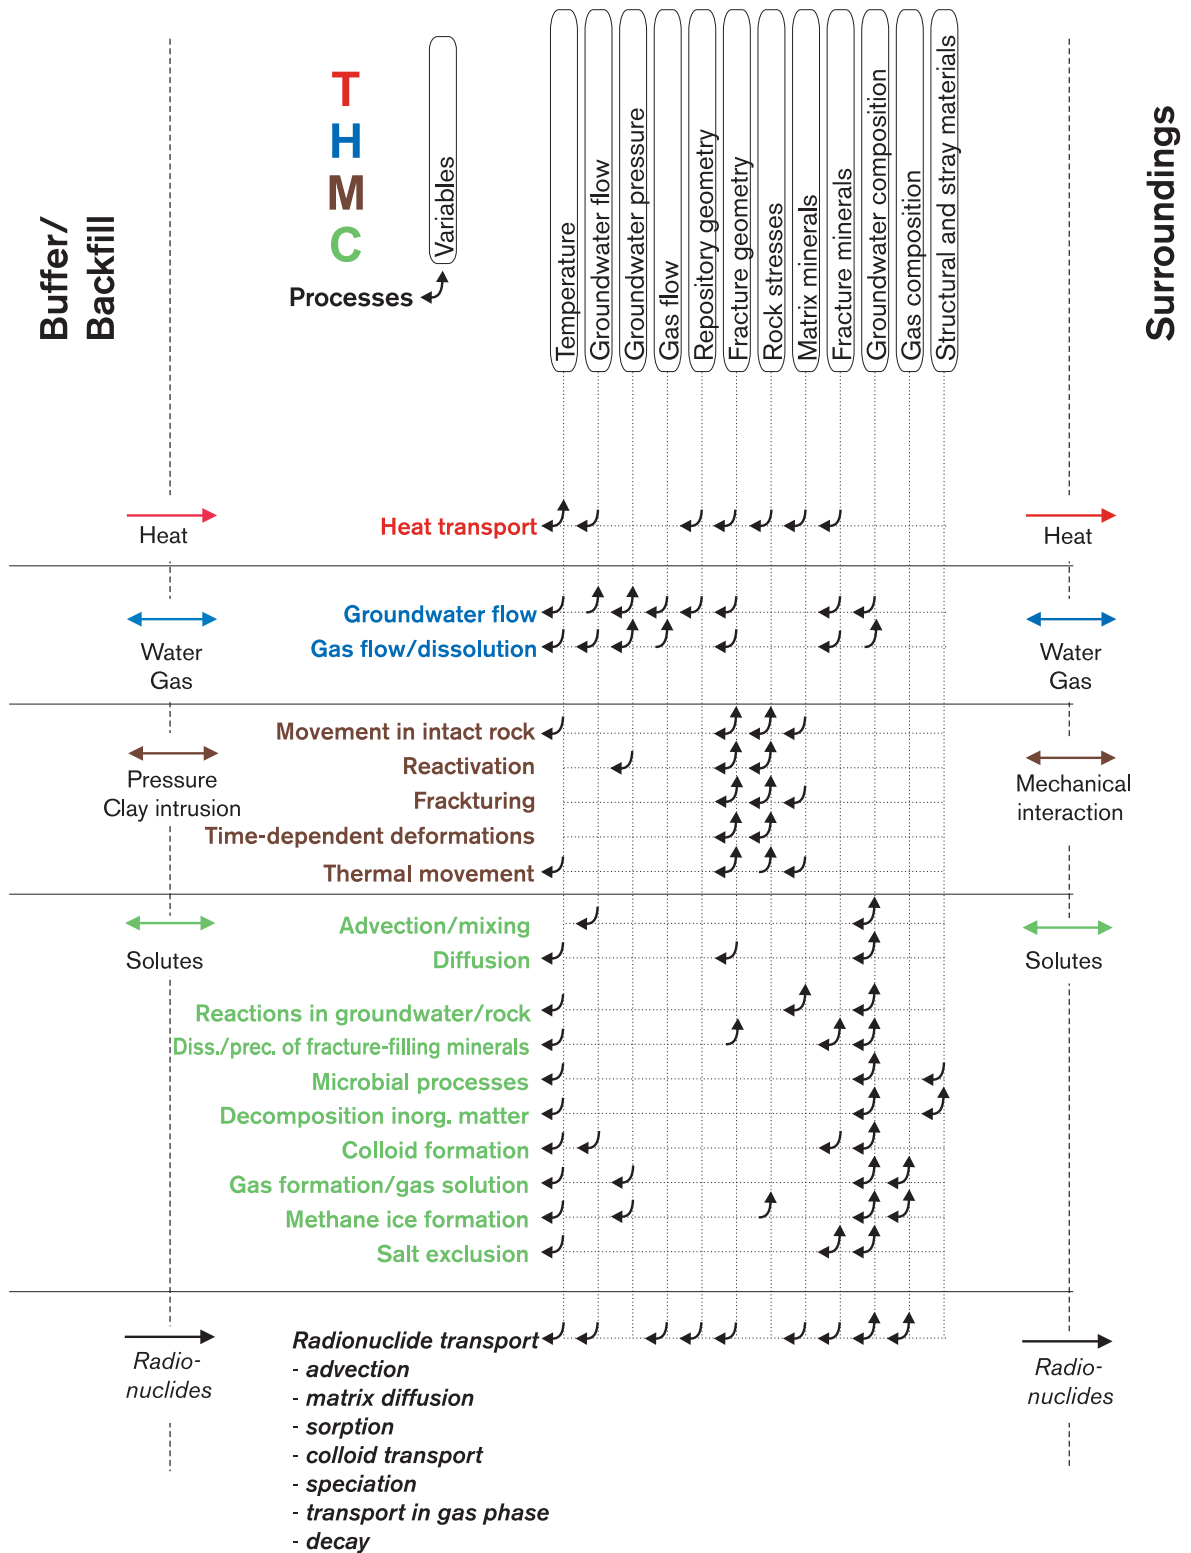 Buffer/
Backfill
T
H
M
C
Processes
Variables
Temperature
Groundwater flow
Groundwater pressure
Gas flow
Repository geometry
Fracture geometry
Rock stresses
Matrix minerals
Fracture minerals
Groundwater composition
Gas composition
Structural and stray materials
Surroundings
Heat
Heat transport
Heat
Groundwater flow
Gas flow/dissolution
Water
Gas
Water
Gas
Movement in intact rock
Reactivation
Frackturing
Time-dependent deformations
Thermal movement
Pressure
Clay intrusion
Mechanical
interaction
Advection/mixing
Diffusion
Solutes
Solutes
Reactions in groundwater/rock
Diss./prec. of fracture-filling minerals
Microbial processes
Decomposition inorg. matter
Colloid formation
Gas formation/gas solution
Methane ice formation
Salt exclusion
Radionuclide transport
- advection
- matrix diffusion
- sorption
- colloid transport
- speciation
- transport in gas phase
- decay
Radio-
nuclides
Radio-
nuclides